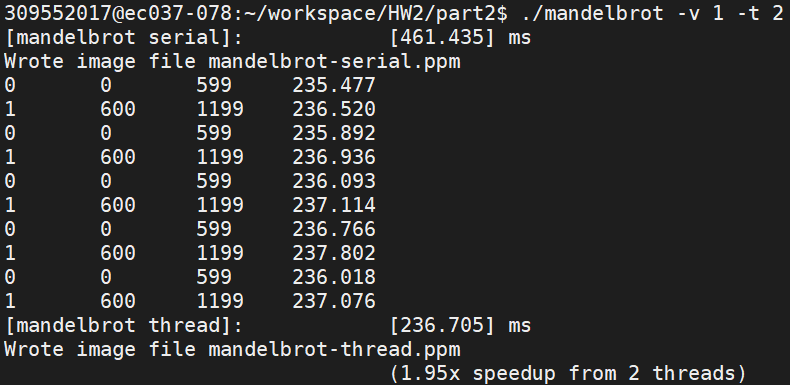 309552017@ec037-078:~/workspace/HW2/part2$ ./mandelbrot -v 1 -t 2
[mandelbrot serial]:            [461.435] ms
Wrote image file mandelbrot-serial.ppm
0       0       599     235.477
1       600     1199    236.520
0       0       599     235.892
1       600     1199    236.936
0       0       599     236.093
1       600     1199    237.114
0       0       599     236.766
1       600     1199    237.802
0       0       599     236.018
1       600     1199    237.076
[mandelbrot thread]:            [236.705] ms
Wrote image file mandelbrot-thread.ppm
                                (1.95x speedup from 2 threads)